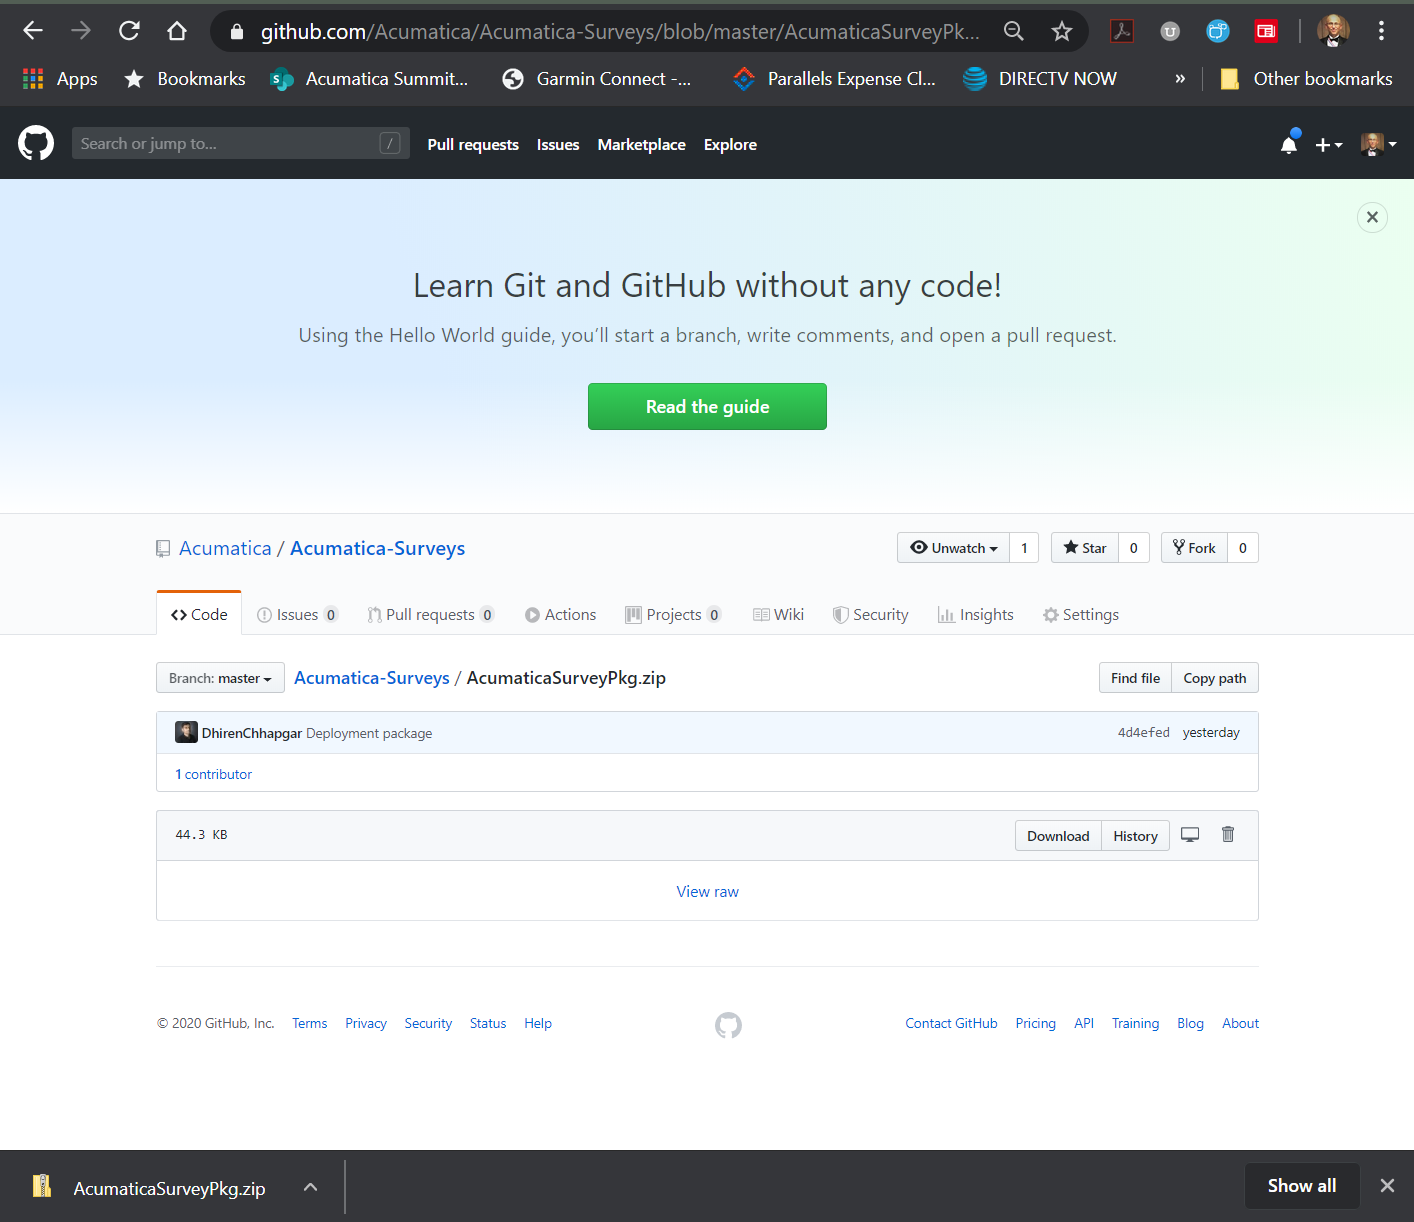 github.com/Acumatica/Acumatica-Surveys/blob/master/AcumaticaSurveyPk...
Apps Bookmarks Acumatica Summit... Garmin Connect -... Parallels Expense Cl... DIRECTV NOW » Other bookmarks
Search or jump to... / Pull requests Issues Marketplace Explore
Learn Git and GitHub without any code!
Using the Hello World guide, you’ll start a branch, write comments, and open a pull request.
Read the guide
Acumatica / Acumatica-Surveys Unwatch 1 Star 0 Fork 0
<> Code Issues 0 Pull requests 0 Actions Projects 0 Wiki Security Insights Settings
Branch: master Acumatica-Surveys / AcumaticaSurveyPkg.zip Find file Copy path
DhirenChhapgar Deployment package 4d4efed yesterday
1 contributor
44.3 KB Download History
View raw
© 2020 GitHub, Inc. Terms Privacy Security Status Help Contact GitHub Pricing API Training Blog About
AcumaticaSurveyPkg.zip Show all